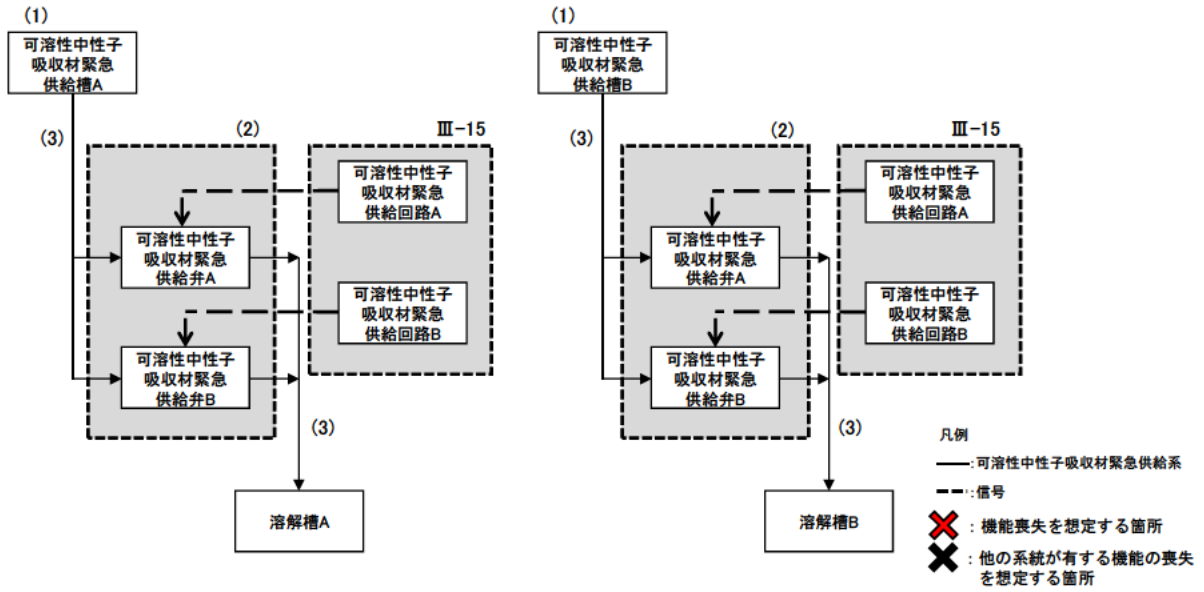 (1)
可溶性中性子
吸収材緊急
供給槽A
(3)
(2)
Ⅲ-15
可溶性中性子
吸収材緊急
供給回路A
可溶性中性子
吸収材緊急
供給弁A
可溶性中性子
吸収材緊急
供給回路B
可溶性中性子
吸収材緊急
供給弁B
(3)
溶解槽A
(1)
可溶性中性子
吸収材緊急
供給槽B
(3)
(2)
Ⅲ-15
可溶性中性子
吸収材緊急
供給回路A
可溶性中性子
吸収材緊急
供給弁A
可溶性中性子
吸収材緊急
供給回路B
可溶性中性子
吸収材緊急
供給弁B
(3)
溶解槽B
凡例
:可溶性中性子吸収材緊急供給系
:信号
:機能喪失を想定する箇所
:他の系統が有する機能の喪失
を想定する箇所